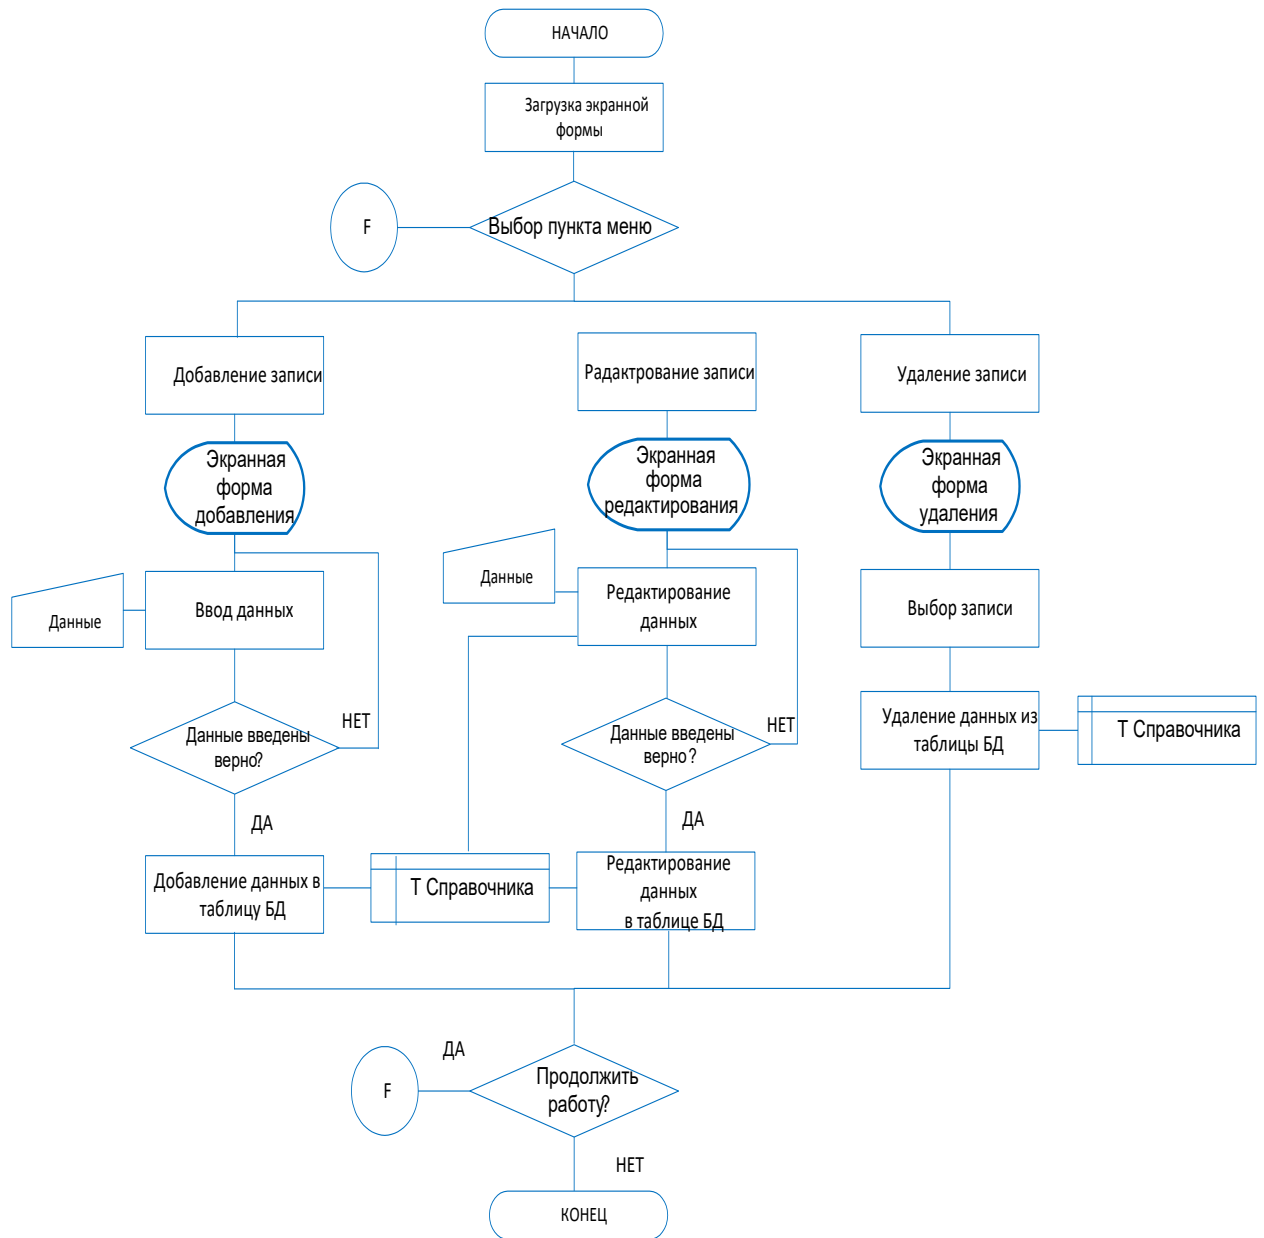 НАЧАЛО
Загрузка экранной
формы
F
Выбор пункта меню
Добавление записи
Радактрование записи
Удаление записи
Экранная
форма
добавления
Экранная
форма
редактирования
Экранная
форма
удаления
Данные
Ввод данных
Данные
Редактирование
данных
Выбор записи
НЕТ
Данные введены
верно?
НЕТ
Данные введены
верно?
Удаление данных из
таблицы БД
Т Справочника
ДА
ДА
Добавление данных в
таблицу БД
Т Справочника
Редактирование
данных
в таблице БД
ДА
F
Продолжить
работу?
НЕТ
КОНЕЦ